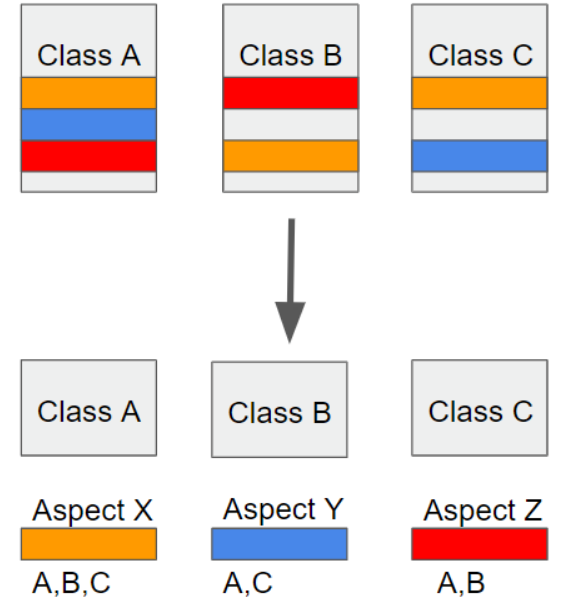 Class A
Class B
Class C
Class A
Class B
Class C
Aspect X
Aspect Y
Aspect Z
A,B,C
A,C
A,B